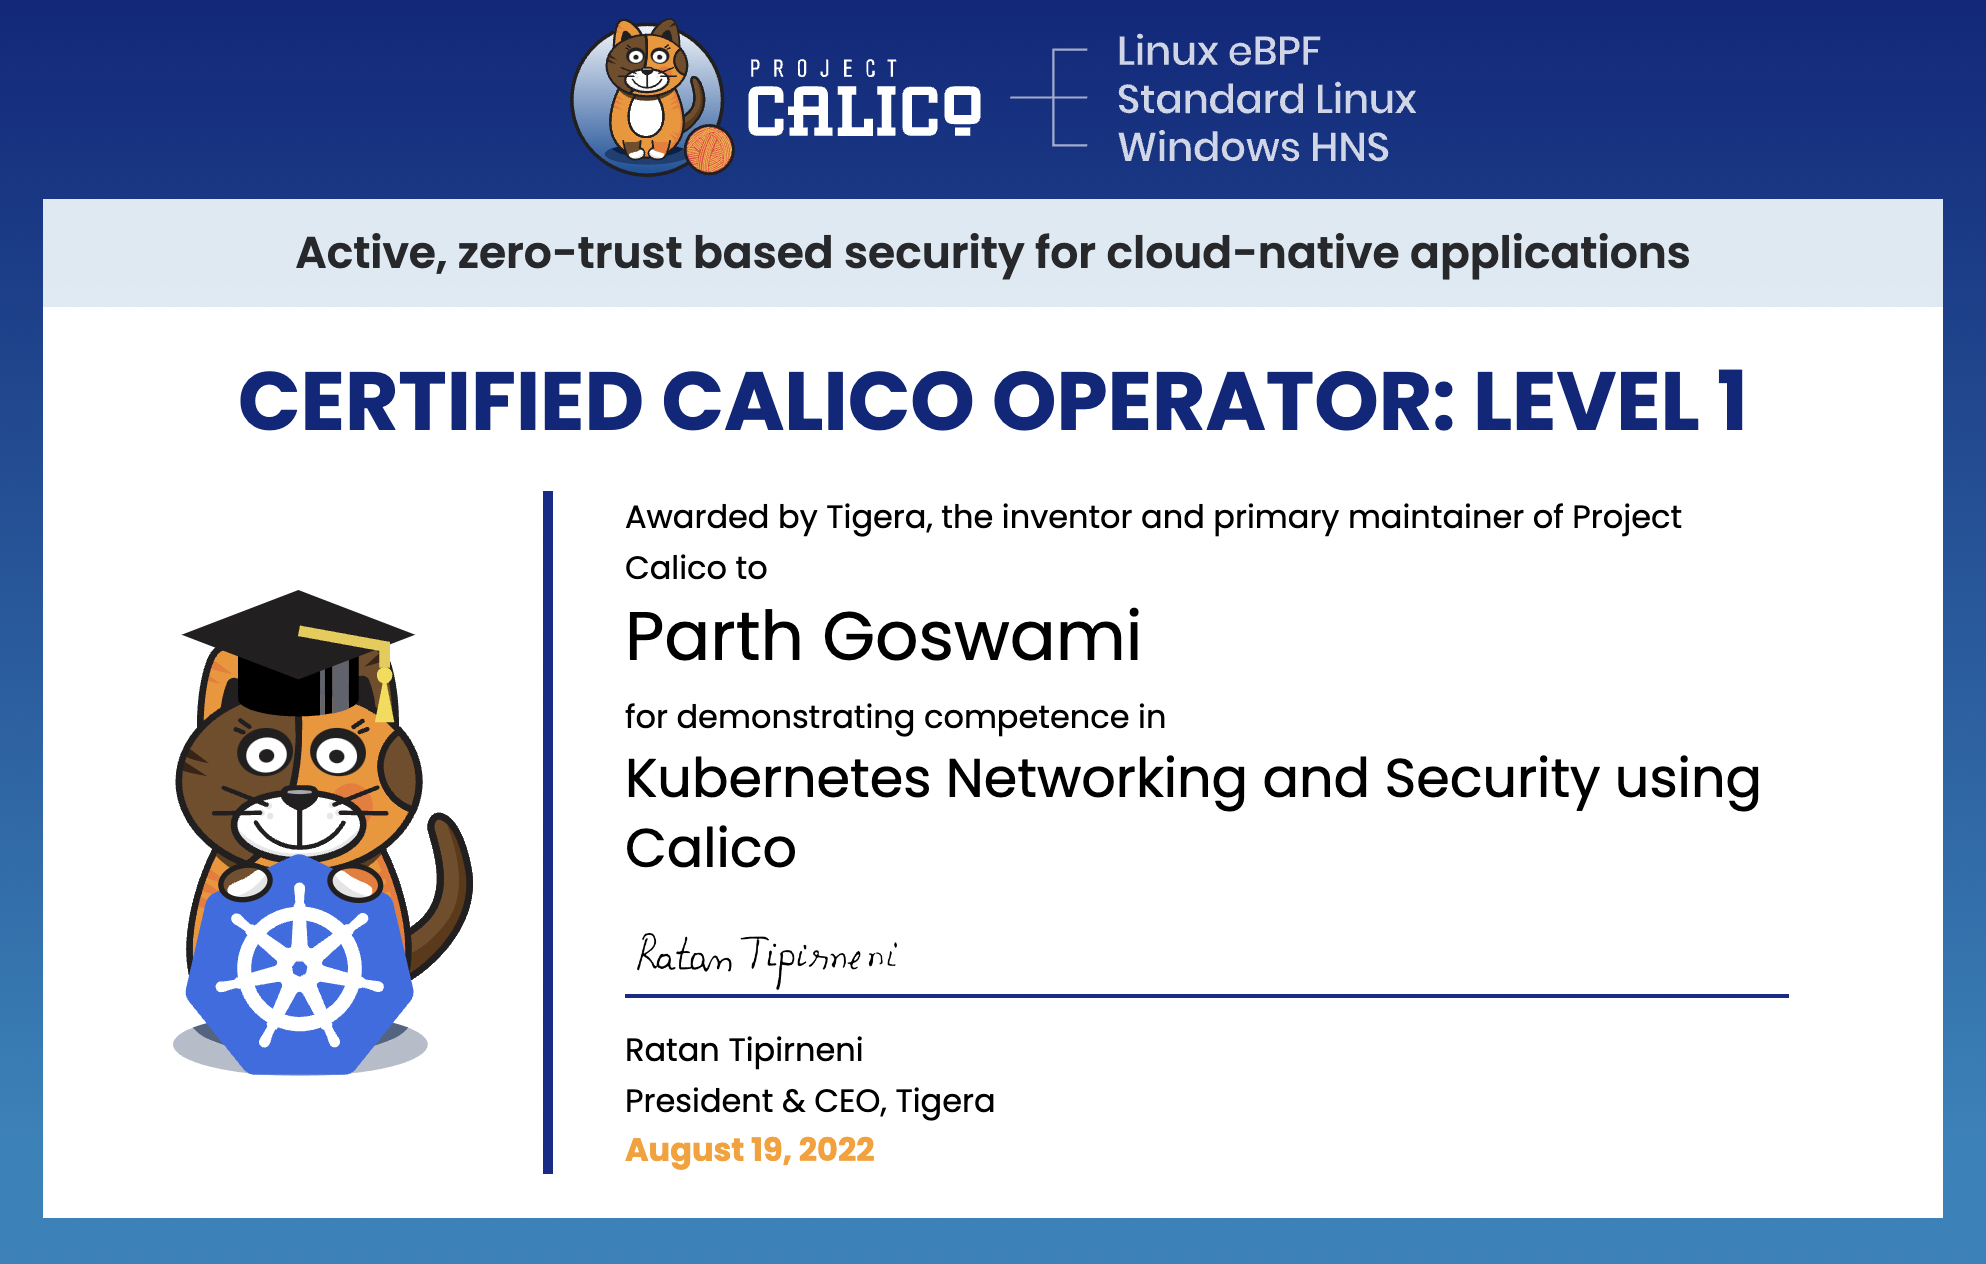 PROJECT
CALICO
Linux eBPF
Standard Linux
Windows HNS
Active, zero-trust based security for cloud-native applications
CERTIFIED CALICO OPERATOR: LEVEL 1
Awarded by Tigera, the inventor and primary maintainer of Project
Calico to
Parth Goswami
for demonstrating competence in
Kubernetes Networking and Security using
Calico
Ratan Tipirneni
Ratan Tipirneni
President & CEO, Tigera
August 19, 2022